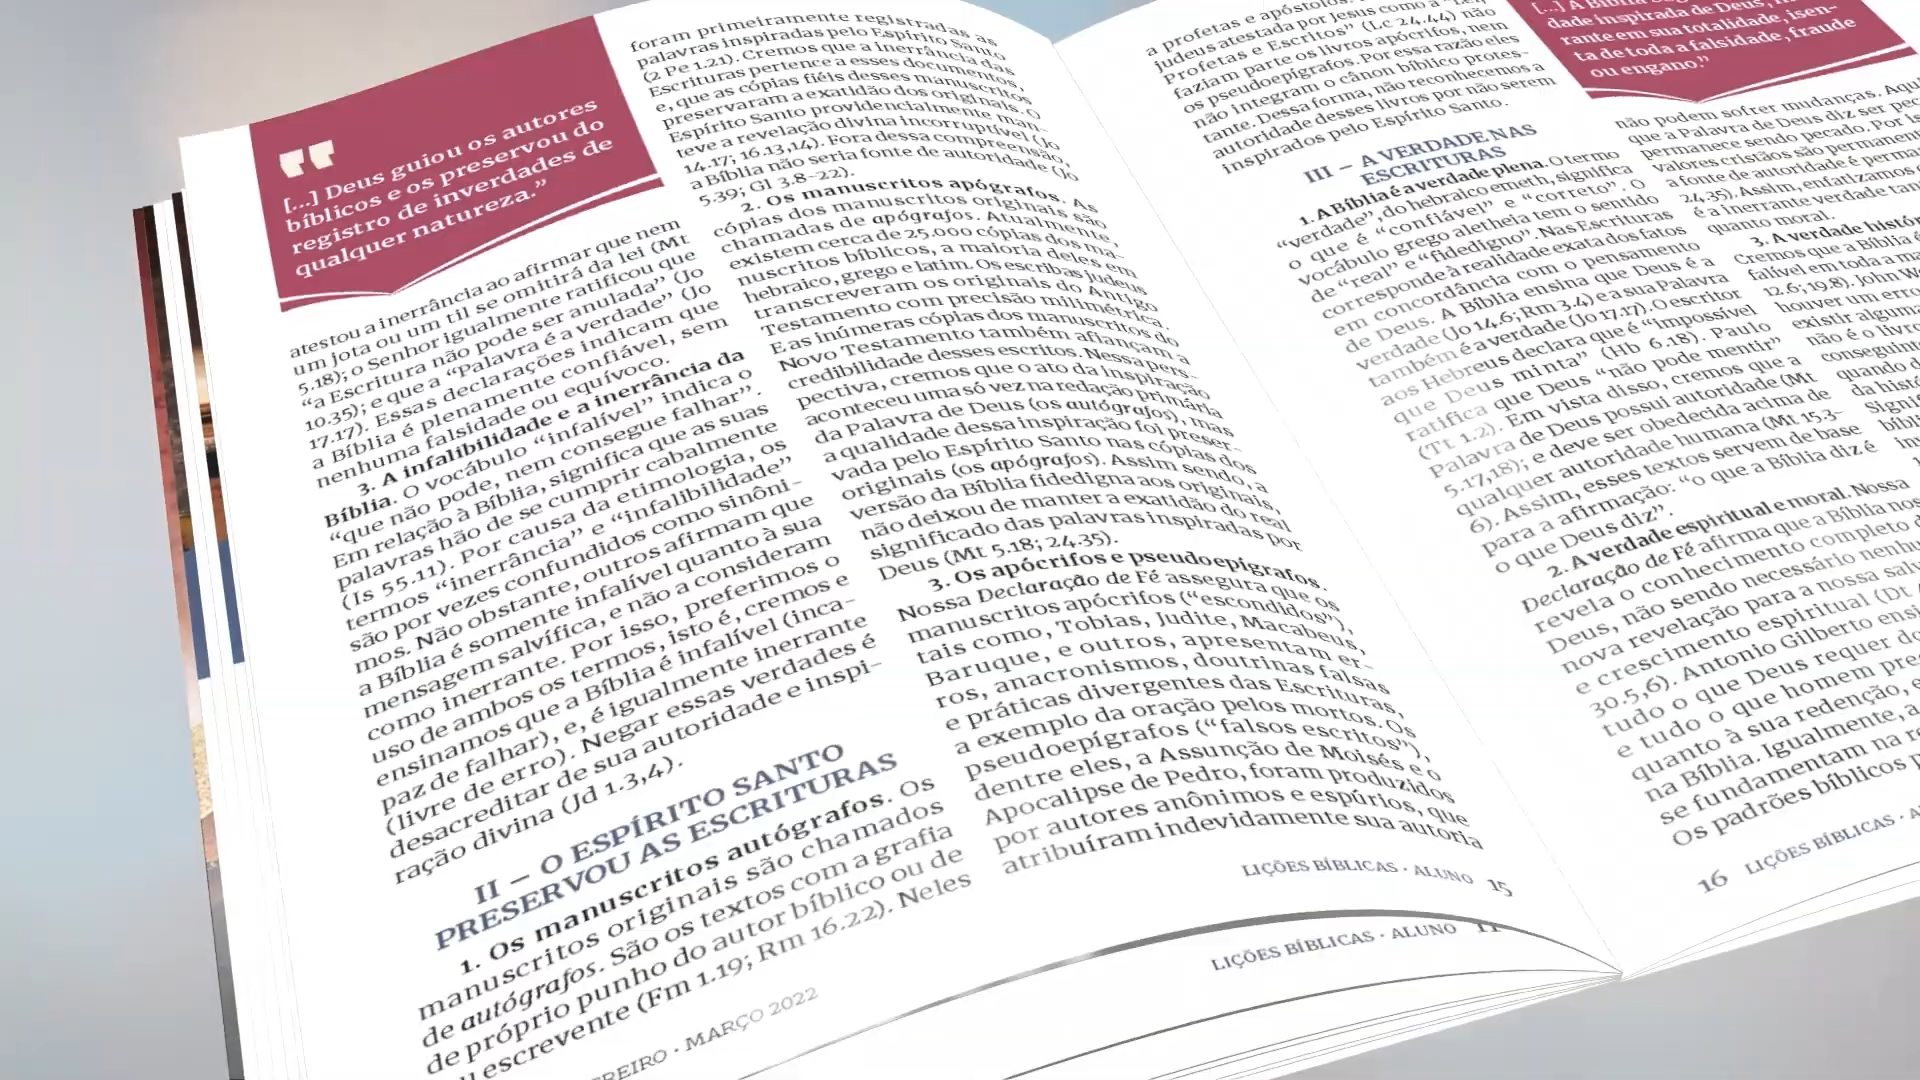 [...] Deus guiou os autores
bíblicos e os preservou do
registro de inverdades de
qualquer natureza.”
atestou a inerrância ao afirmar que nem
um jota ou um til se omitirá da lei (Mt
5.18); o Senhor igualmente ratificou que
“a Escritura não pode ser anulada” (Jo
10.35); e que a “Palavra é a verdade” (Jo
17.17). Essas declarações indicam que
a Bíblia é plenamente confiável, sem
nenhuma falsidade ou equívoco.
3. A infalibilidade e a inerrância da
Bíblia. O vocábulo “infalível” indica o
“que não pode, nem consegue falhar”.
Em relação à Bíblia, significa que as suas
palavras hão de se cumprir cabalmente
(Is 55.11). Por causa da etimologia, os
termos “inerrância” e “infalibilidade”
são por vezes confundidos como sinôni-
mos. Não obstante, outros afirmam que
a Bíblia é somente infalível quanto à sua
mensagem salvífica, e não a consideram
como inerrante. Por isso, preferimos o
uso de ambos os termos, isto é, cremos e
ensinamos que a Bíblia é infalível (inca-
paz de falhar), e, é igualmente inerrante
(livre de erro). Negar essas verdades é
desacreditar de sua autoridade e inspi-
ração divina (Jd 1.3,4).
II – O ESPÍRITO SANTO
PRESERVOU AS ESCRITURAS
1. Os manuscritos autógrafos. Os
manuscritos originais são chamados
de autógrafos. São os textos com a grafia
de próprio punho do autor bíblico ou de
escrevente (Fm 1.19; Rm 16.22). Neles
foram primeiramente registradas as
palavras inspiradas pelo Espírito Santo
(2 Pe 1.21). Cremos que a inerrância das
Escrituras pertence a esses documentos,
e, que as cópias fiéis desses manuscritos
preservaram a exatidão dos originais. O
Espírito Santo providencialmente man-
teve a revelação divina incorruptível (Jo
14.17; 16.13,14). Fora dessa compreensão,
a Bíblia não seria fonte de autoridade (Jo
5.39; Gl 3.8-22).
2. Os manuscritos apógrafos. As
cópias dos manuscritos originais são
chamadas de apógrafos. Atualmente,
existem cerca de 25.000 cópias dos ma-
nuscritos bíblicos, a maioria deles em
hebraico, grego e latim. Os escribas judeus
transcreveram os originais do Antigo
Testamento com precisão milimétrica.
E as inúmeras cópias dos manuscritos do
Novo Testamento também afiançam a
credibilidade desses escritos. Nessa pers-
pectiva, cremos que o ato da inspiração
aconteceu uma só vez na redação primária
da Palavra de Deus (os autógrafos), mas
a qualidade dessa inspiração foi preser-
vada pelo Espírito Santo nas cópias dos
originais (os apógrafos). Assim sendo, a
versão da Bíblia fidedigna aos originais,
não deixou de manter a exatidão do real
significado das palavras inspiradas por
Deus (Mt 5.18; 24.35).
3. Os apócrifos e pseudoepígrafos.
Nossa Declaração de Fé assegura que os
manuscritos apócrifos (“escondidos”),
tais como, Tobias, Judite, Macabeus,
Baruque, e outros, apresentam er-
ros, anacronismos, doutrinas falsas
e práticas divergentes das Escrituras,
a exemplo da oração pelos mortos. Os
pseudoepígrafos (“falsos escritos”),
dentre eles, a Assunção de Moisés e o
Apocalipse de Pedro, foram produzidos
por autores anônimos e espúrios, que
atribuíram indevidamente sua autoria
LIÇÕES BÍBLICAS · ALUNO 15
LIÇÕES BÍBLICAS · ALUNO
REIRO · MARÇO 2022
a profetas e apóstolos.
judeus atestada por Jesus como a “Lei,
Profetas e Escritos” (Lc 24.44) não
faziam parte os livros apócrifos, nem
os pseudoepígrafos. Por essa razão eles
não integram o cânon bíblico protes-
tante. Dessa forma, não reconhecemos a
autoridade desses livros por não serem
inspirados pelo Espírito Santo.
III – A VERDADE NAS
ESCRITURAS
1. A Bíblia é a verdade plena. O termo
“verdade”, do hebraico emeth, significa
o que é “confiável” e “correto”. O
vocábulo grego aletheia tem o sentido
de “real” e “fidedigno”. Nas Escrituras
corresponde à realidade exata dos fatos
em concordância com o pensamento
de Deus. A Bíblia ensina que Deus é a
verdade (Jo 14.6; Rm 3.4) e a sua Palavra
também é a verdade (Jo 17.17). O escritor
aos Hebreus declara que é “impossível
que Deus minta” (Hb 6.18). Paulo
ratifica que Deus “não pode mentir”
(Tt 1.2). Em vista disso, cremos que a
Palavra de Deus possui autoridade (Mt
5.17,18); e deve ser obedecida acima de
qualquer autoridade humana (Mt 15.3-
6). Assim, esses textos servem de base
para a afirmação: “o que a Bíblia diz é
o que Deus diz”.
2. A verdade espiritual e moral. Nossa
Declaração de Fé afirma que a Bíblia nos
revela o conhecimento completo
Deus, não sendo necessário
nova revelação para a nossa
e crescimento espiritual (Dt
30.5,6). Antonio Gilberto
tudo o que Deus requer do
e tudo o que homem
quanto à sua redenção,
na Bíblia. Igualmente, a
se fundamentam na
Os padrões bíblicos
[...] A Bíblia
dade inspirada de Deus,
rante em sua totalidade, isen-
ta de toda a falsidade, fraude
ou engano.”
não podem sofrer mudanças.
que a Palavra de Deus diz ser
permanece sendo pecado. Por
valores cristãos são
a fonte de autoridade é
24.35). Assim, enfatizamos
é a inerrante verdade
quanto moral.
3. A verdade
Cremos que a Bíblia é
falível em toda a
12.6; 19.8). John
houver um erro
existir
não é o livro
quando
16 LIÇÕES BÍBLICAS ·